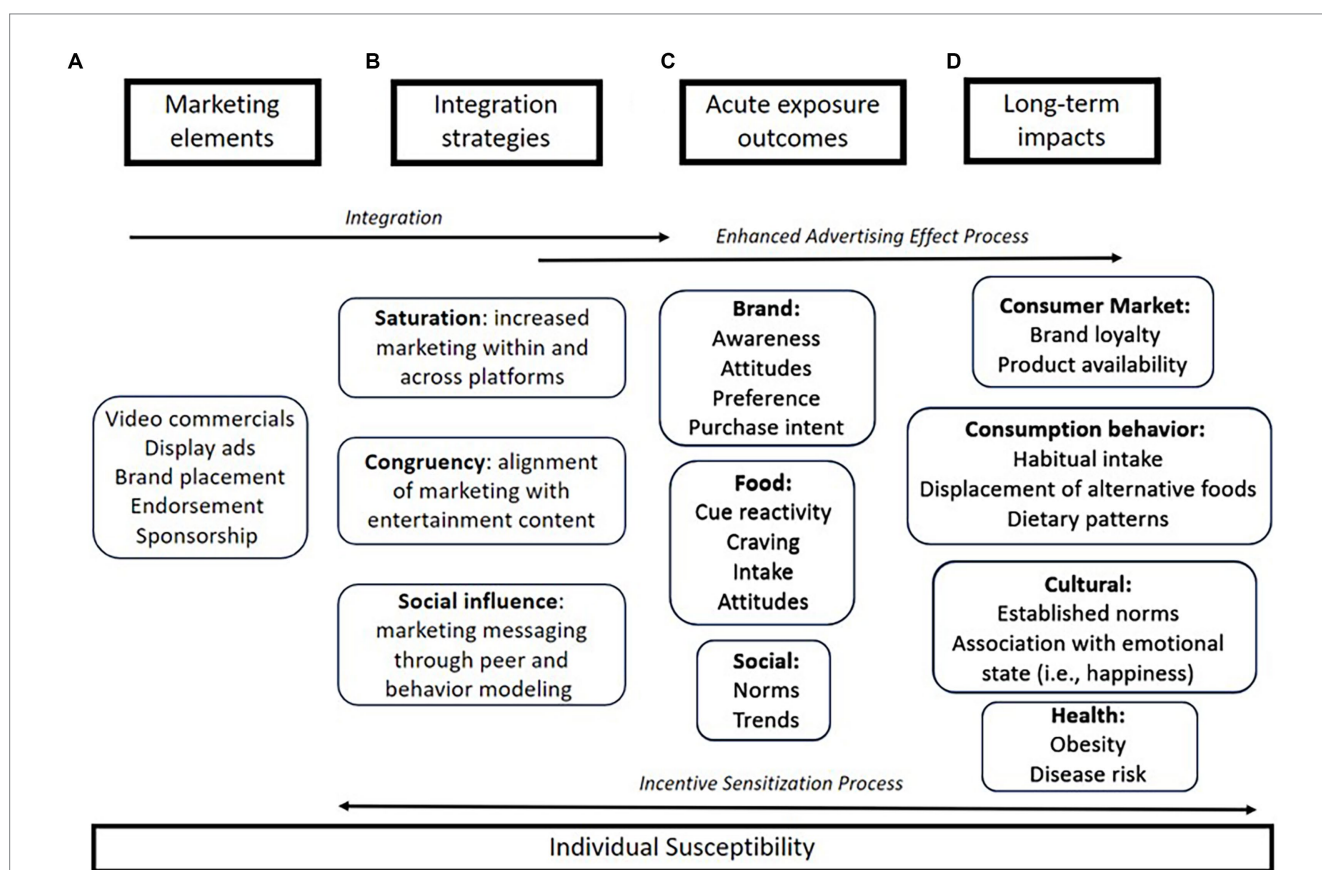 A
B
C
D
Marketing
elements
Integration
strategies
Acute exposure
outcomes
Long-term
impacts
Integration
Enhanced Advertising Effect Process
Video commercials
Display ads
Brand placement
Endorsement
Sponsorship
Saturation: increased
marketing within and
across platforms
Congruency: alignment
of marketing with
entertainment content
Social influence:
marketing messaging
through peer and
behavior modeling
Brand:
Awareness
Attitudes
Preference
Purchase intent
Food:
Cue reactivity
Craving
Intake
Attitudes
Social:
Norms
Trends
Consumer Market:
Brand loyalty
Product availability
Consumption behavior:
Habitual intake
Displacement of alternative foods
Dietary patterns
Cultural:
Established norms
Association with emotional
state (i.e., happiness)
Health:
Obesity
Disease risk
Incentive Sensitization Process
Individual Susceptibility